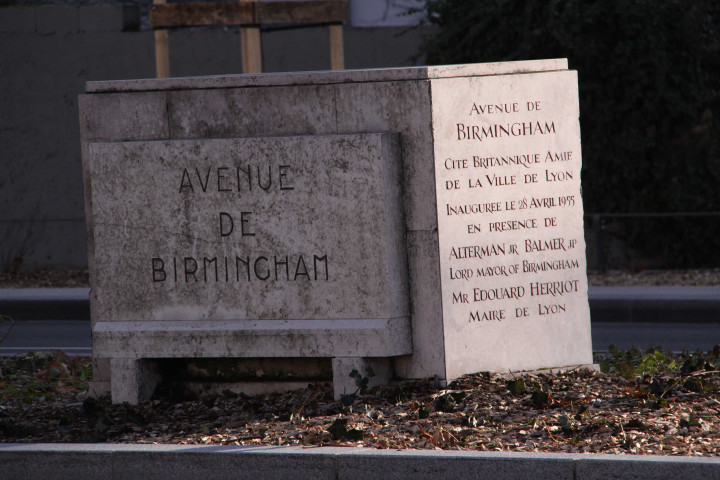 AVENUE
DE
BIRMINGHAM
AVENUE DE
BIRMINGHAM
CITE BRITANNIQUE AMIE
DE LA VILLE DE LYON
INAUGUREE LE 28 AVRIL 1955
EN PRESENCE DE
ALTERMAN JR BALMER JP
LORD MAYOR OF BIRMINGHAM
MR EDOUARD HERRIOT
MAIRE DE LYON